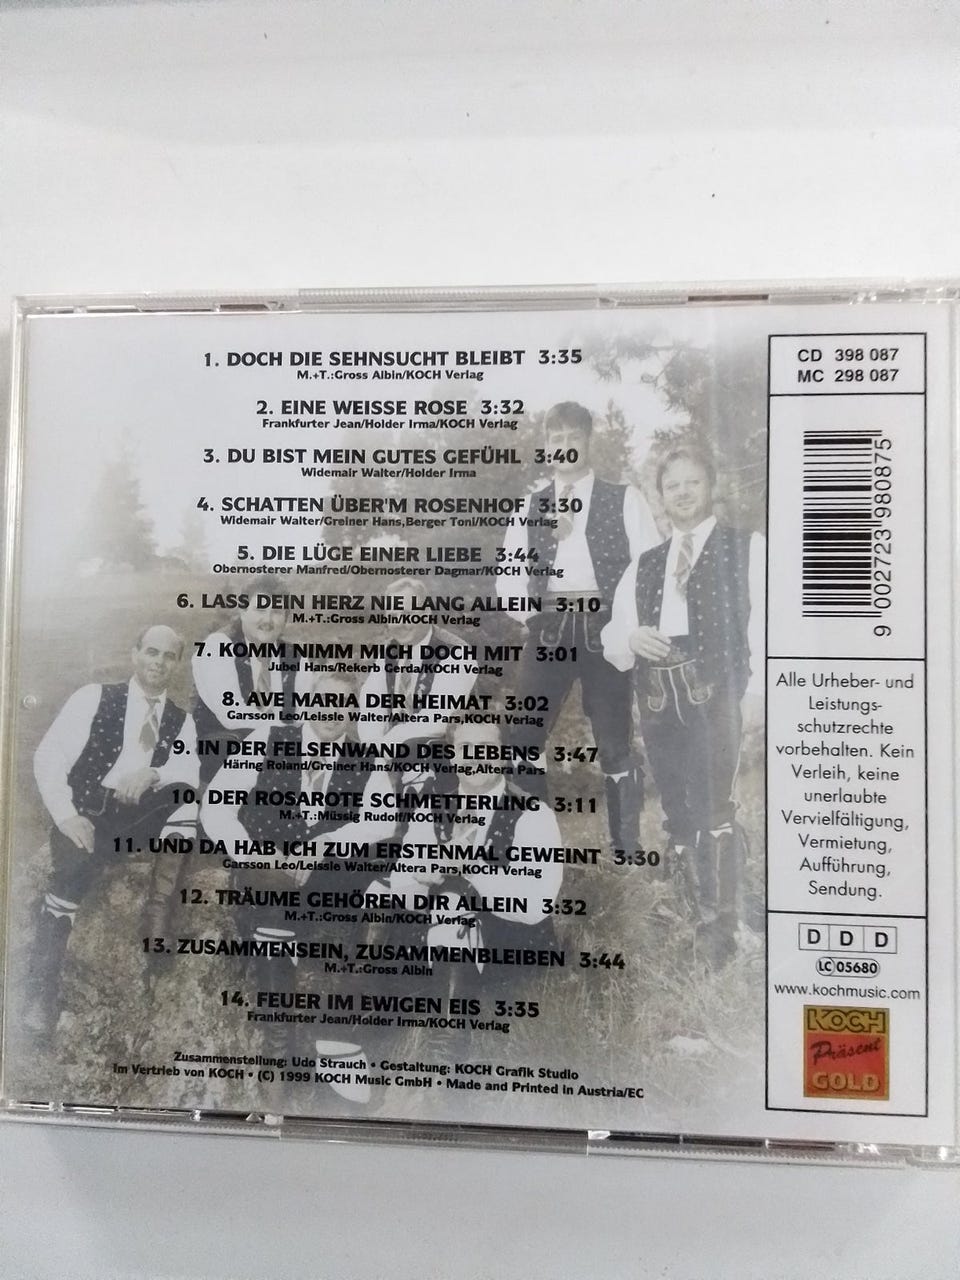 1. DOCH DIE SEHNSUCHT BLEIBT 3:35
M.+T.:Gross Albin/KOCH Verlag
2. EINE WEISSE ROSE 3:32
Frankfurter Jean/Holder Irma/KOCH Verlag
3. DU BIST MEIN GUTES GEFÜHL 3:40
Widemair Walter/Holder Irma
4. SCHATTEN ÜBER'M ROSENHOF 3:30
Widemair Walter/Greiner Hans,Berger Toni/KOCH Verlag
5. DIE LÜGE EINER LIEBE 3:44
Obernosterer Manfred/Obernosterer Dagmar/KOCH Verlag
6. LASS DEIN HERZ NIE LANG ALLEIN 3:10
M.+T.:Gross Albin/KOCH Verlag
7. KOMM NIMM MICH DOCH MIT 3:01
Jubel Hans/Rekerb Gerda/KOCH Verlag
8. AVE MARIA DER HEIMAT 3:02
Garsson Leo/Leissle Walter/Altera Pars,KOCH Verlag
9. IN DER FELSENWAND DES LEBENS 3:47
Häring Roland/Greiner Hans/KOCH Verlag,Altera Pars
10. DER ROSAROTE SCHMETTERLING 3:11
M.+T.:Müssig Rudolf/KOCH Verlag
11. UND DA HAB ICH ZUM ERSTENMAL GEWEINT 3:30
Garsson Leo/Leissle Walter/Altera Pars,KOCH Verlag
12. TRÄUME GEHÖREN DIR ALLEIN 3:32
M.+T.:Gross Albin/KOCH Verlag
13. ZUSAMMENSEIN, ZUSAMMENBLEIBEN 3:44
M.+T.:Gross Albin
14. FEUER IM EWIGEN EIS 3:35
Frankfurter Jean/Holder Irma/KOCH Verlag
Zusammenstellung: Udo Strauch • Gestaltung: KOCH Grafik Studio
Im Vertrieb von KOCH • (C) 1999 KOCH Music GmbH • Made and Printed in Austria/EC
CD 398 087
MC 298 087
9 002723 980875
Alle Urheber- und
Leistungs-
schutzrechte
vorbehalten. Kein
Verleih, keine
unerlaubte
Vervielfältigung,
Vermietung,
Aufführung,
Sendung.
D D D
LC 05680
www.kochmusic.com
KOCH
Präsent
GOLD